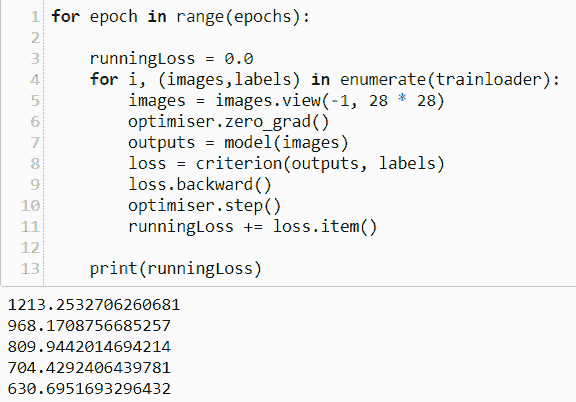 1 for epoch in range(epochs):
2
3     runningLoss = 0.0
4     for i, (images,labels) in enumerate(trainloader):
5         images = images.view(-1, 28 * 28)
6         optimiser.zero_grad()
7         outputs = model(images)
8         loss = criterion(outputs, labels)
9         loss.backward()
10         optimiser.step()
11         runningLoss += loss.item()
12
13     print(runningLoss)
1213.2532706260681
968.1708756685257
809.9442014694214
704.4292406439781
630.6951693296432